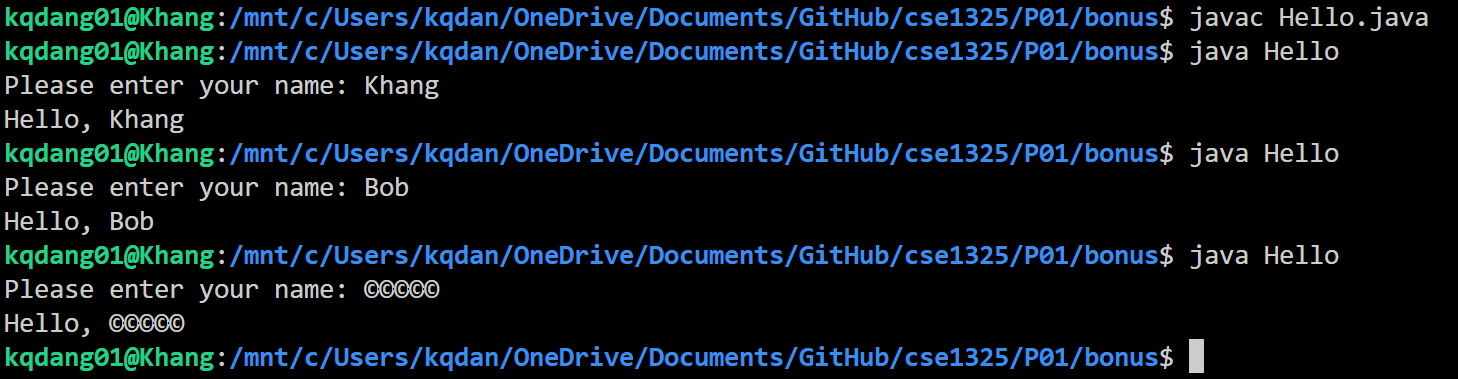 kqdang01@Khang:/mnt/c/Users/kqdan/OneDrive/Documents/GitHub/cse1325/P01/bonus$ javac Hello.java
kqdang01@Khang:/mnt/c/Users/kqdan/OneDrive/Documents/GitHub/cse1325/P01/bonus$ java Hello
Please enter your name: Khang
Hello, Khang
kqdang01@Khang:/mnt/c/Users/kqdan/OneDrive/Documents/GitHub/cse1325/P01/bonus$ java Hello
Please enter your name: Bob
Hello, Bob
kqdang01@Khang:/mnt/c/Users/kqdan/OneDrive/Documents/GitHub/cse1325/P01/bonus$ java Hello
Please enter your name: ©©©©©
Hello, ©©©©©
kqdang01@Khang:/mnt/c/Users/kqdan/OneDrive/Documents/GitHub/cse1325/P01/bonus$